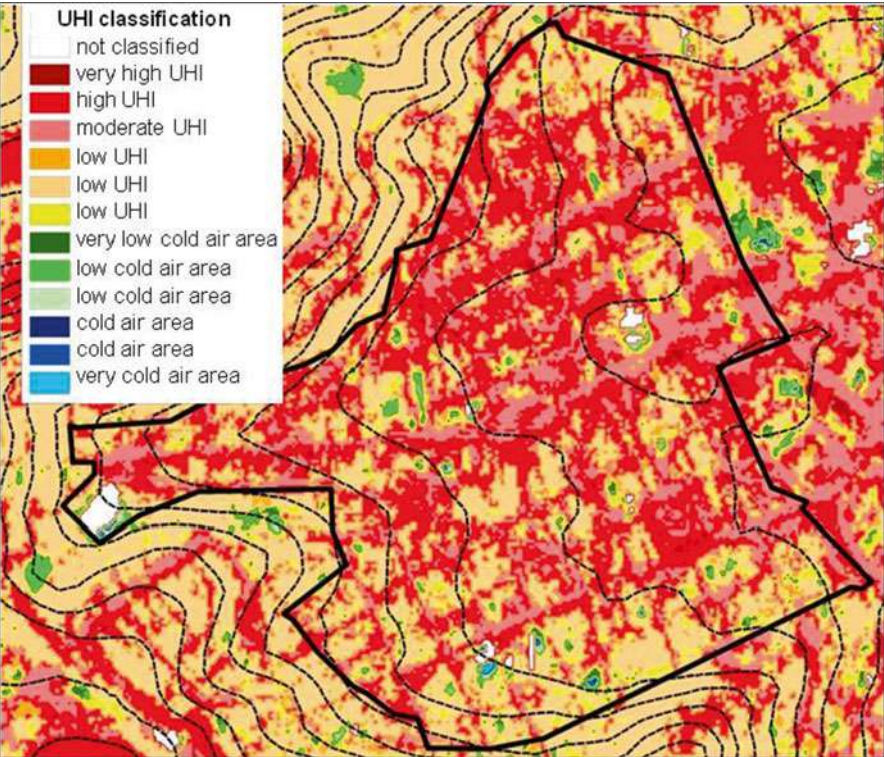 UHI classification
not classified
very high UHI
high UHI
moderate UHI
low UHI
low UHI
low UHI
very low cold air area
low cold air area
low cold air area
cold air area
cold air area
very cold air area